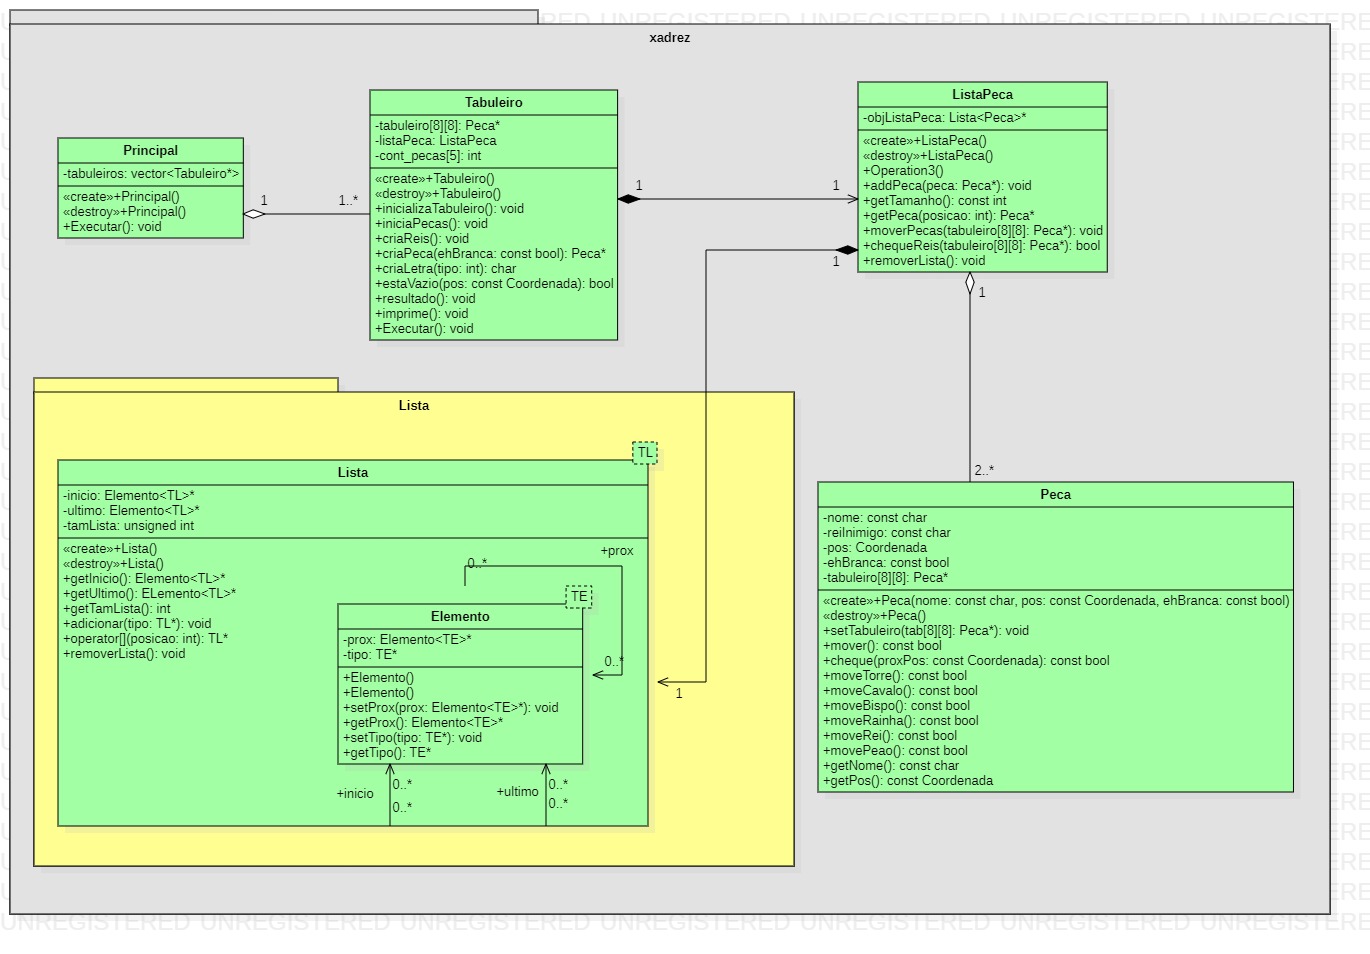 xadrez
Principal
-tabuleiros: vector<Tabuleiro*>
«create»+Principal()
«destroy»+Principal()
+Executar(): void
1
1..*
Tabuleiro
-tabuleiro[8][8]: Peca*
-listaPeca: ListaPeca
-cont_pecas[5]: int
«create»+Tabuleiro()
«destroy»+Tabuleiro()
+inicializaTabuleiro(): void
+iniciaPecas(): void
+criaReis(): void
+criaPeca(ehBranca: const bool): Peca*
+criaLetra(tipo: int): char
+estaVazio(pos: const Coordenada): bool
+resultado(): void
+imprime(): void
+Executar(): void
1
1
ListaPeca
-objListaPeca: Lista<Peca>*
«create»+ListaPeca()
«destroy»+ListaPeca()
+Operation3()
+addPeca(peca: Peca*): void
+getTamanho(): const int
+getPeca(posicao: int): Peca*
+moverPecas(tabuleiro[8][8]: Peca*): void
+chequeReis(tabuleiro[8][8]: Peca*): bool
+removerLista(): void
1
1
2..*
Lista
TL
Lista
-inicio: Elemento<TL>*
-ultimo: Elemento<TL>*
-tamLista: unsigned int
«create»+Lista()
«destroy»+Lista()
+getInicio(): Elemento<TL>*
+getUltimo(): ELemento<TL>*
+getTamLista(): int
+adicionar(tipo: TL*): void
+operator[](posicao: int): TL*
+removerLista(): void
+prox
0..*
TE
Elemento
-prox: Elemento<TE>*
-tipo: TE*
+Elemento()
+Elemento()
+setProx(prox: Elemento<TE>*): void
+getProx(): Elemento<TE>*
+setTipo(tipo: TE*): void
+getTipo(): TE*
0..*
1
+inicio
0..*
0..*
+ultimo
0..*
0..*
Peca
-nome: const char
-reiInimigo: const char
-pos: Coordenada
-ehBranca: const bool
-tabuleiro[8][8]: Peca*
«create»+Peca(nome: const char, pos: const Coordenada, ehBranca: const bool)
«destroy»+Peca()
+setTabuleiro(tab[8][8]: Peca*): void
+mover(): const bool
+cheque(proxPos: const Coordenada): const bool
+moveTorre(): const bool
+moveCavalo(): const bool
+moveBispo(): const bool
+moveRainha(): const bool
+moveRei(): const bool
+movePeao(): const bool
+getNome(): const char
+getPos(): const Coordenada
UNREGISTERED UNREGISTERED UNREGISTERED UNREGISTERED UNREGISTERED UNREGISTERED UNREGISTERE